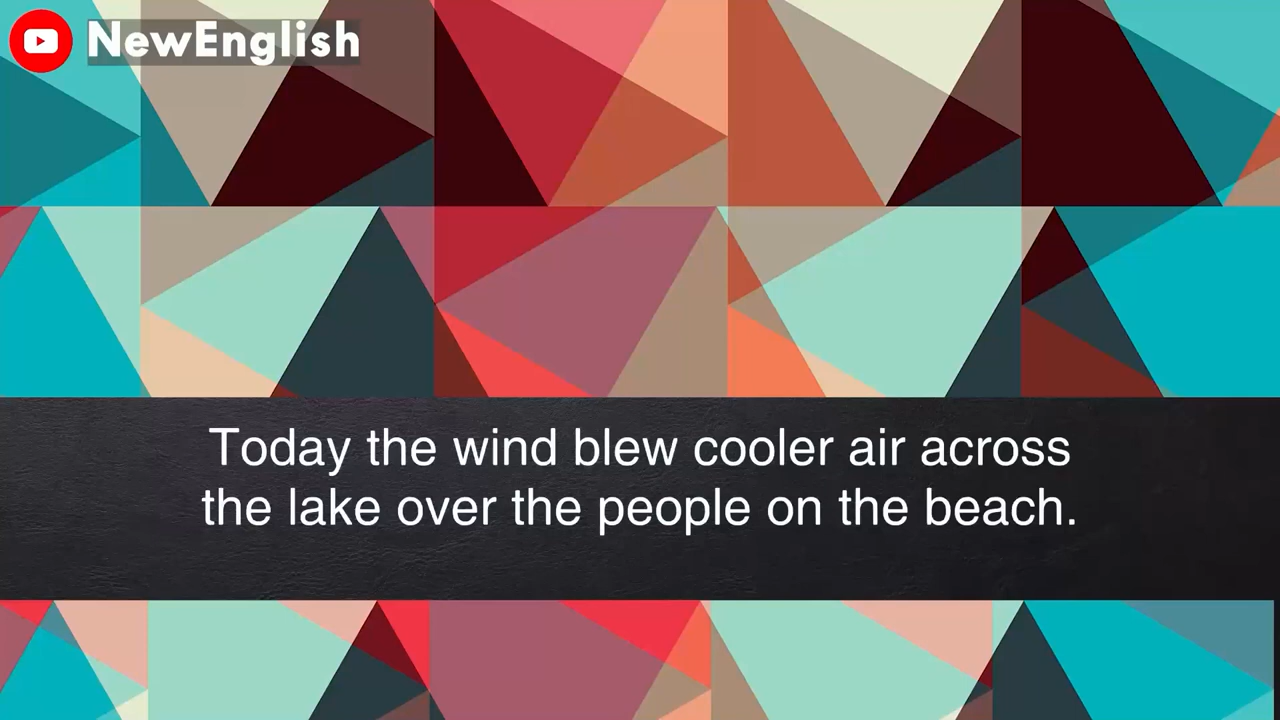 NewEnglish
Today the wind blew cooler air across
the lake over the people on the beach.